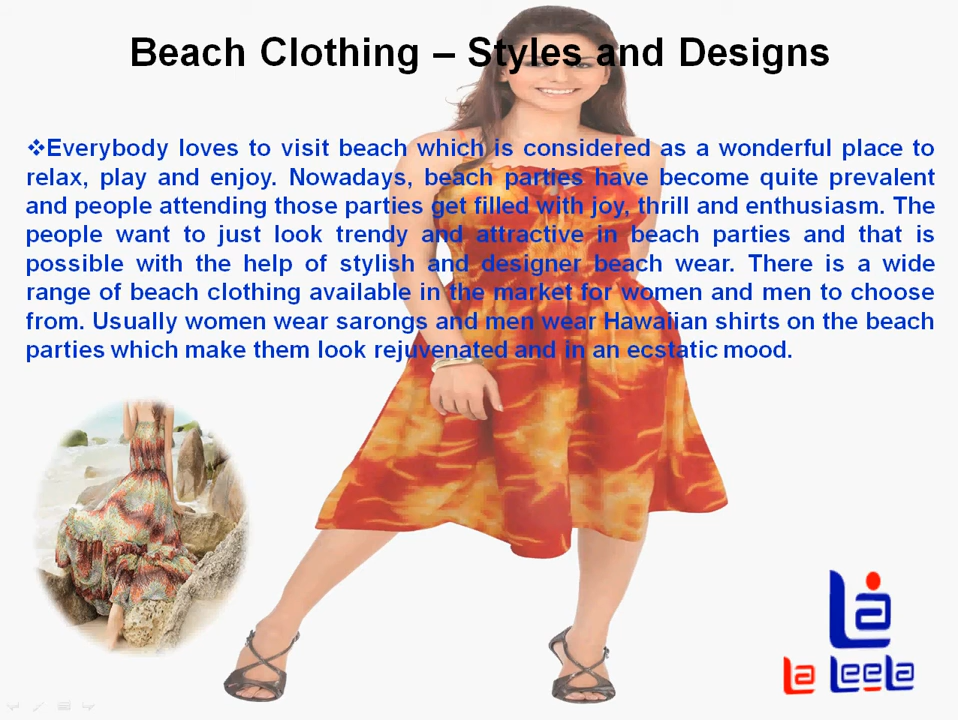 Beach Clothing – Styles and Designs
❖Everybody loves to visit beach which is considered as a wonderful place to
relax, play and enjoy. Nowadays, beach parties have become quite prevalent
and people attending those parties get filled with joy, thrill and enthusiasm. The
people want to just look trendy and attractive in beach parties and that is
possible with the help of stylish and designer beach wear. There is a wide
range of beach clothing available in the market for women and men to choose
from. Usually women wear sarongs and men wear Hawaiian shirts on the beach
parties which make them look rejuvenated and in an ecstatic mood.
La
La Leela